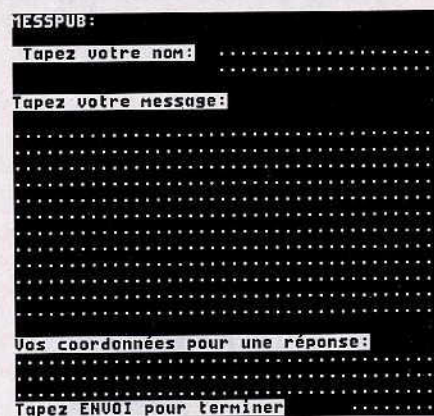 MESSPUB:
Tapez votre nom:
Tapez votre message:
Vos coordonnées pour une réponse:
Tapez ENVOI pour terminer